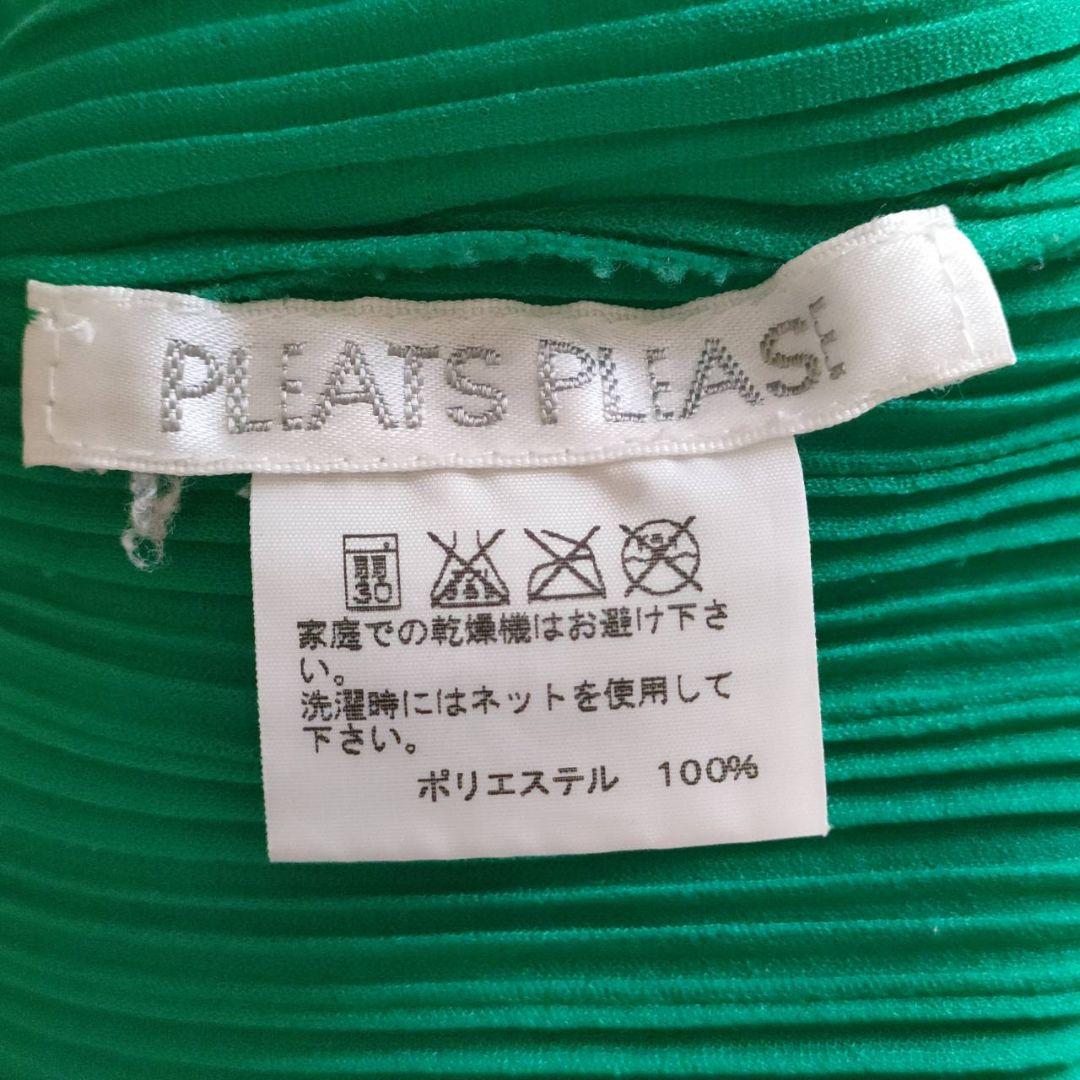 PLEATS PLEASE
弱
30
家庭での乾燥機はお避け下さ
い。
洗濯時にはネットを使用して
下さい。
ポリエステル 100%